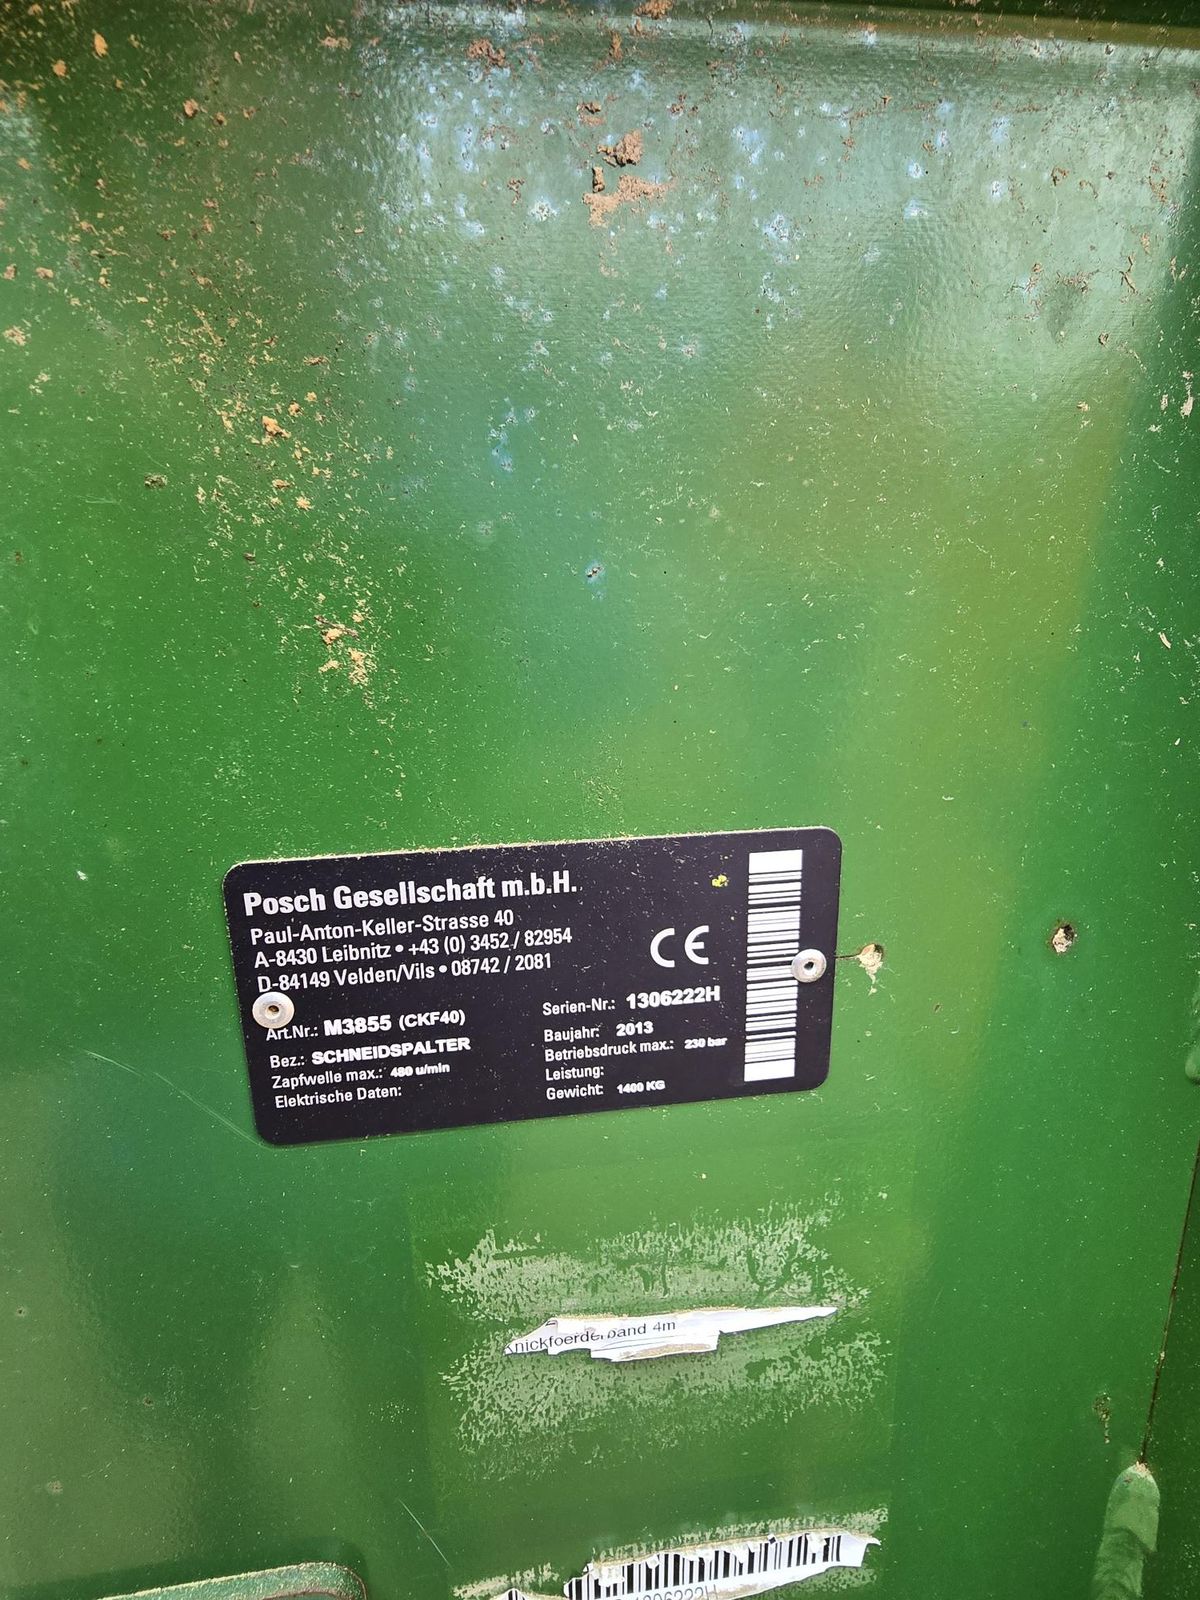 Posch Gesellschaft m.b.H.
Paul-Anton-Keller-Strasse 40
A-8430 Leibnitz • +43 (0) 3452 / 82954
D-84149 Velden/Vils • 08742 / 2081
CE
Art.Nr.: M3855 (CKF40)
Bez.: SCHNEIDSPALTER
Zapfwelle max.: 480 u/min
Elektrische Daten:
Serien-Nr.: 1306222H
Baujahr: 2013
Betriebsdruck max.: 230 bar
Leistung:
Gewicht: 1400 KG
Knickfoerderband 4m
1306222H